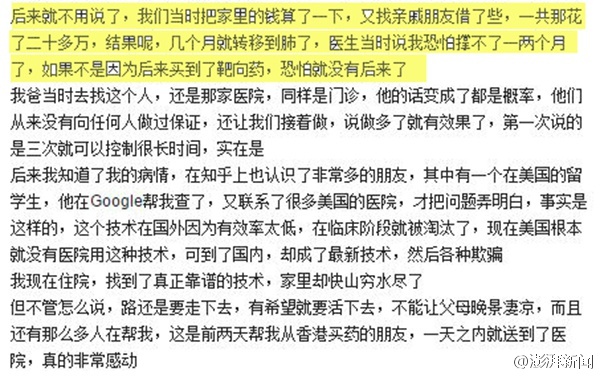 后来就不用说了，我们当时把家里的钱算了一下，又找亲戚朋友借了些，一共那花
了二十多万，结果呢，几个月就转移到肺了，医生当时说我恐怕撑不了一两个月
了，如果不是因为后来买到了靶向药，恐怕就没有后来了
我爸当时去找这个人，还是那家医院，同样是门诊，他的话变成了都是概率，他们
从来没有向任何人做过保证，还让我们接着做，说做多了就有效果了，第一次说的
是三次就可以控制很长时间，实在是
后来我知道了我的病情，在知乎上也认识了非常多的朋友，其中有一个在美国的留
学生，他在Google帮我查了，又联系了很多美国的医院，才把问题弄明白，事实是
这样的，这个技术在国外因为有效率太低，在临床阶段就被淘汰了，现在美国根本
就没有医院用这种技术，可到了国内，却成了最新技术，然后各种欺骗
我现在住院，找到了真正靠谱的技术，家里却快山穷水尽了
但不管怎么说，路还是要走下去，有希望就要活下去，不能让父母晚景凄凉，而且
还有那么多人在帮我，这是前两天帮我从香港买药的朋友，一天之内就送到了医
院，真的非常感动
@澎湃新闻